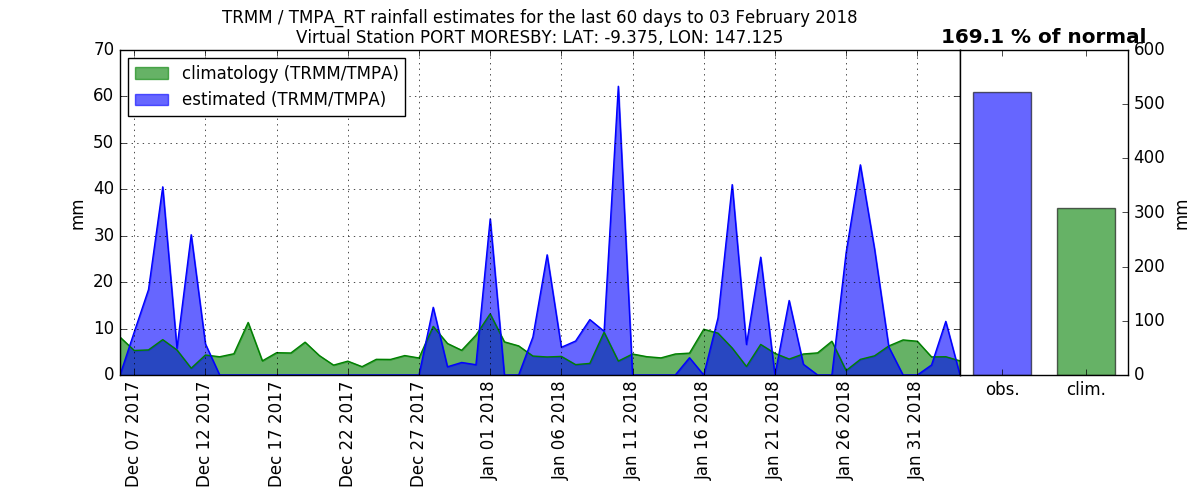 TRMM / TMPA_RT rainfall estimates for the last 60 days to 03 February 2018
Virtual Station PORT MORESBY: LAT: -9.375, LON: 147.125
169.1 % of normal
climatology (TRMM/TMPA)
estimated (TRMM/TMPA)
mm
70
60
50
40
30
20
10
0
Dec 07 2017
Dec 12 2017
Dec 17 2017
Dec 22 2017
Dec 27 2017
Jan 01 2018
Jan 06 2018
Jan 11 2018
Jan 16 2018
Jan 21 2018
Jan 26 2018
Jan 31 2018
obs.
clim.
600
500
400
300
200
100
0
mm